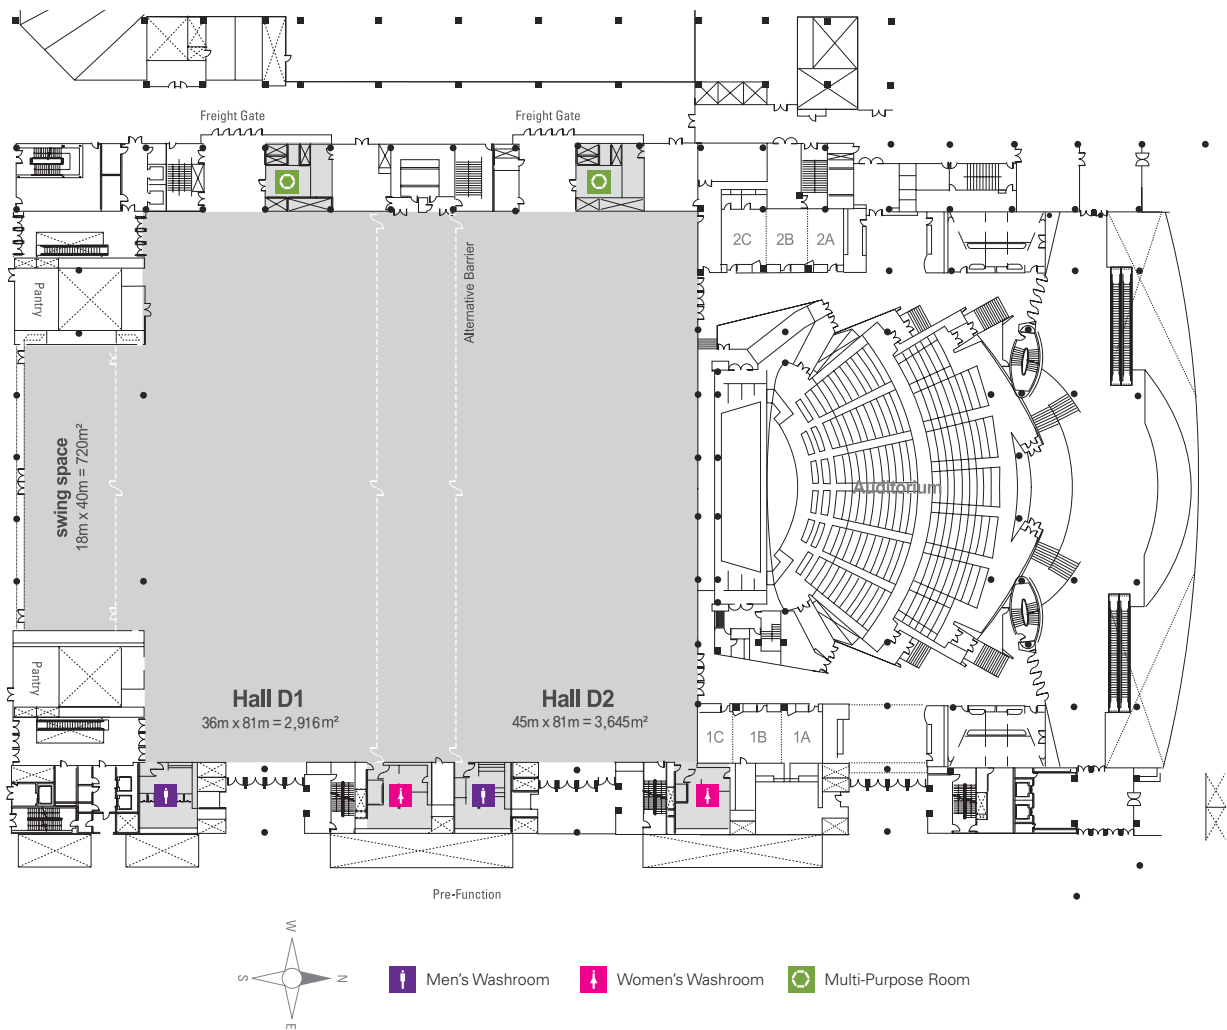 Freight Gate
Freight Gate
2C
2B
2A
Pantry
Alternative Barrier
swing space
18m x 40m = 720m²
Auditorium
Pantry
Hall D1
36m x 81m = 2,916m²
Hall D2
45m x 81m = 3,645m²
1C
1B
1A
Pre-Function
W
S
N
E
Men's Washroom
Women's Washroom
Multi-Purpose Room